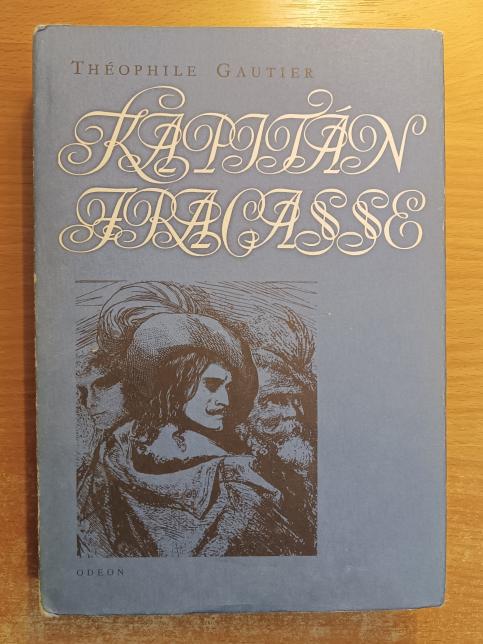 THÉOPHILE GAUTIER
KAPITÁN
FRACASSE
ODEON